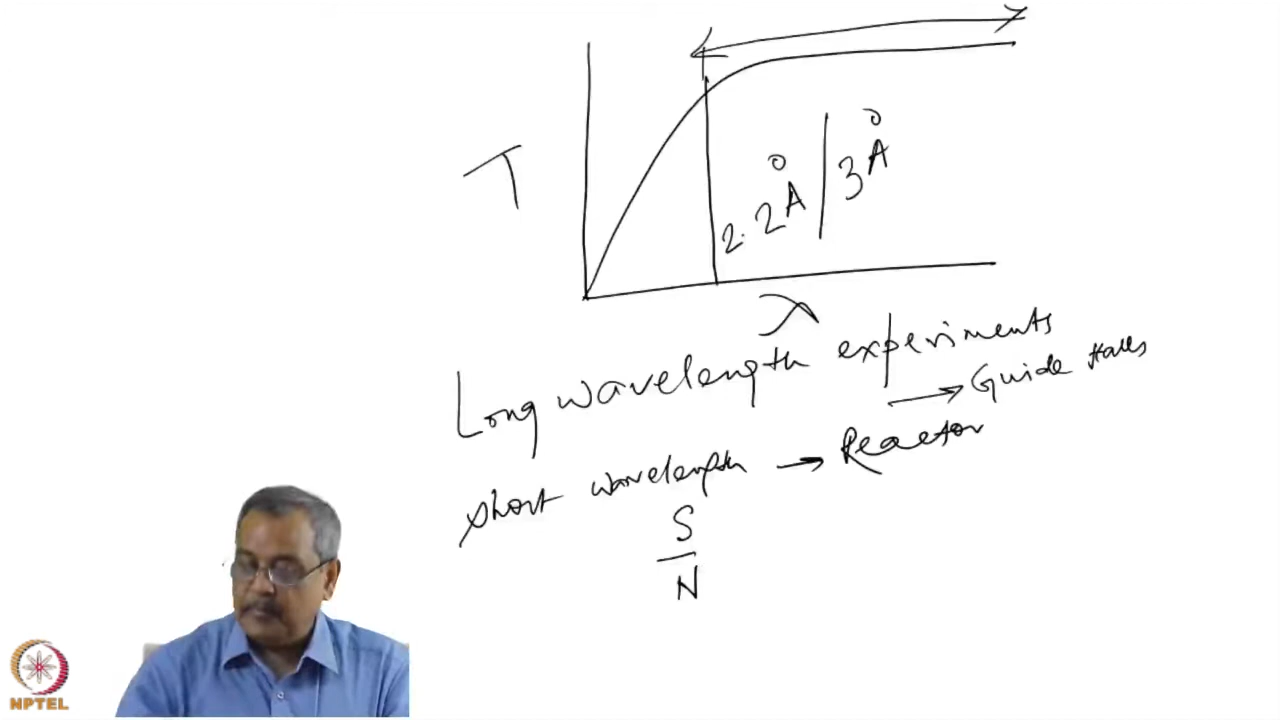 T
2.2Å | 3Å
λ
Long wavelength experiments
→ Guide Halls
short wavelength → Reactor
S
N
NPTEL